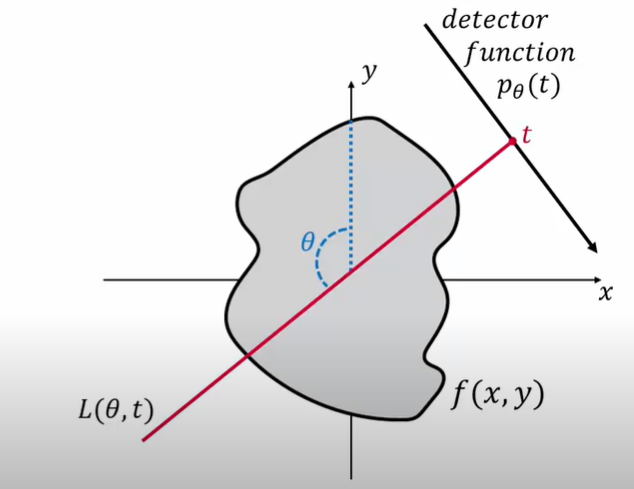 detector
function
pθ(t)
y
t
θ
x
L(θ,t)
f(x,y)